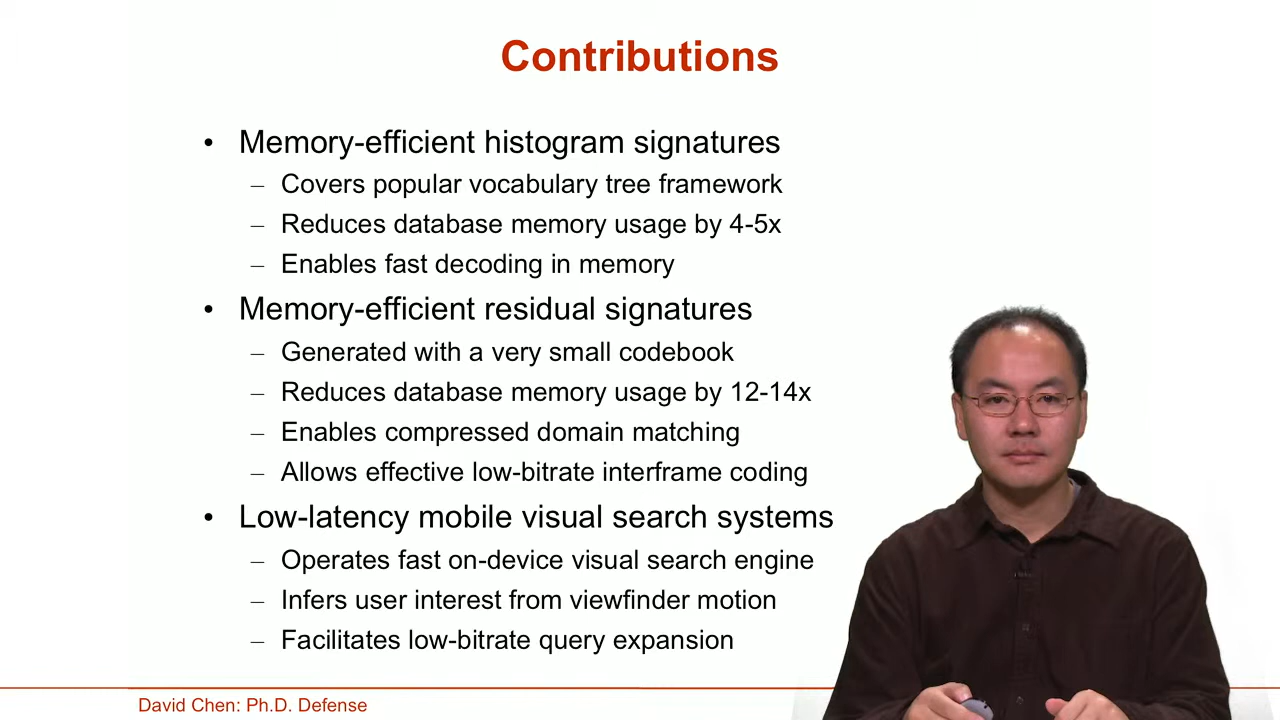 Contributions
• Memory-efficient histogram signatures
– Covers popular vocabulary tree framework
– Reduces database memory usage by 4-5x
– Enables fast decoding in memory
• Memory-efficient residual signatures
– Generated with a very small codebook
– Reduces database memory usage by 12-14x
– Enables compressed domain matching
– Allows effective low-bitrate interframe coding
• Low-latency mobile visual search systems
– Operates fast on-device visual search engine
– Infers user interest from viewfinder motion
– Facilitates low-bitrate query expansion
David Chen: Ph.D. Defense